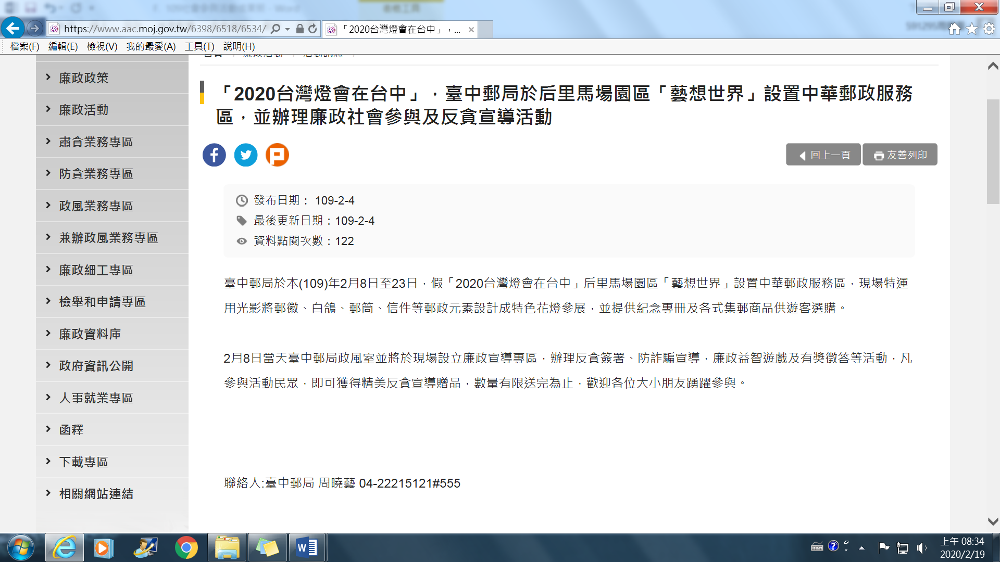 https://www.aac.moj.gov.tw/6398/6518/6534/
「2020台灣燈會在台中」，...
檔案(F) 編輯(E) 檢視(V) 我的最愛(A) 工具(T) 說明(H)
廉政政策
廉政活動
肅貪業務專區
防貪業務專區
政風業務專區
兼辦政風業務專區
廉政細工專區
檢舉和申請專區
廉政資料庫
政府資訊公開
人事就業專區
函釋
下載專區
相關網站連結
「2020台灣燈會在台中」，臺中郵局於后里馬場園區「藝想世界」設置中華郵政服務
區，並辦理廉政社會參與及反貪宣導活動
回上一頁 友善列印
發布日期： 109-2-4
最後更新日期：109-2-4
資料點閱次數：122
臺中郵局於本(109)年2月8日至23日，假「2020台灣燈會在台中」后里馬場園區「藝想世界」設置中華郵政服務區，現場特運
用光影將郵徽、白鴿、郵筒、信件等郵政元素設計成特色花燈參展，並提供紀念專冊及各式集郵商品供遊客選購。
2月8日當天臺中郵局政風室並將於現場設立廉政宣導專區，辦理反貪簽署、防詐騙宣導，廉政益智遊戲及有獎徵答等活動，凡
參與活動民眾，即可獲得精美反貪宣導贈品，數量有限送完為止，歡迎各位大小朋友踴躍參與。
聯絡人:臺中郵局 周曉藝 04-22215121#555
上午 08:34
2020/2/19